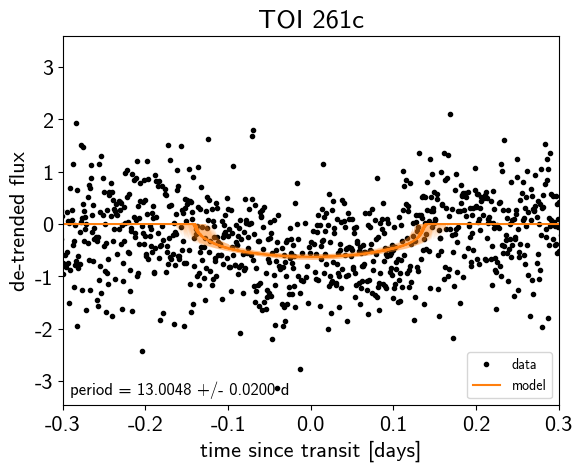 TOI 261c
de-trended flux
3
2
1
0
-1
-2
-3
period = 13.0048 +/- 0.0200 d
data
model
-0.3 -0.2 -0.1 0.0 0.1 0.2 0.3
time since transit [days]